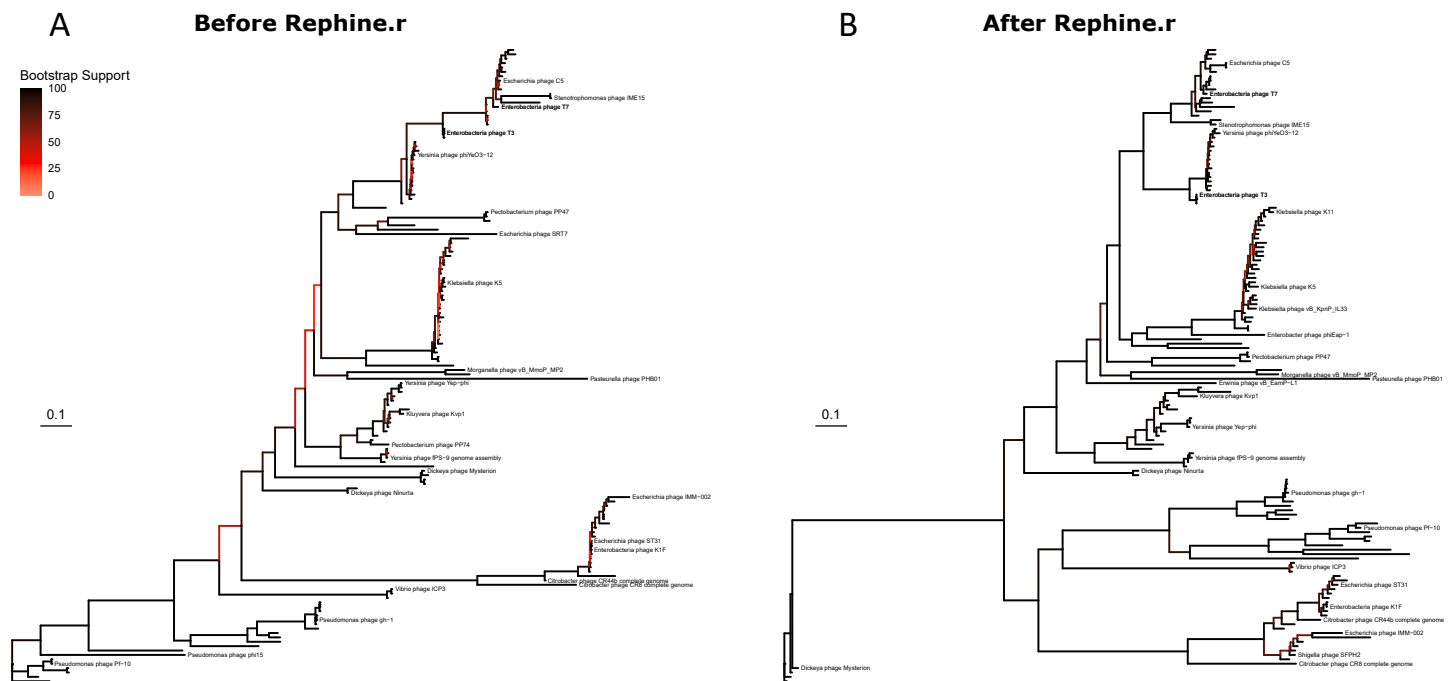 A
Before Rephine.r
Bootstrap Support
100
75
50
25
0
Escherichia phage C5
Stenotrophomonas phage IME15
Enterobacteria phage T7
Enterobacteria phage T3
Yersinia phage phiYeO3−12
Pectobacterium phage PP47
Escherichia phage SRT7
Klebsiella phage K5
Morganella phage vB_MmoP_MP2
Pasteurella phage PHB01
Yersinia phage Yep−phi
Kluyvera phage Kvp1
0.1
Pectobacterium phage PP74
Yersinia phage fPS−9 genome assembly
Dickeya phage Mysterion
Dickeya phage Ninurta
Escherichia phage IMM−002
Escherichia phage ST31
Enterobacteria phage K1F
Citrobacter phage CR44b complete genome
Citrobacter phage CR8 complete genome
Vibrio phage ICP3
Pseudomonas phage gh−1
Pseudomonas phage phi15
Pseudomonas phage Pf−10
B
After Rephine.r
Escherichia phage C5
Enterobacteria phage T7
Stenotrophomonas phage IME15
Yersinia phage phiYeO3−12
Enterobacteria phage T3
Klebsiella phage K11
Klebsiella phage K5
Klebsiella phage vB_KpnP_IL33
Enterobacter phage phiEap−1
Pectobacterium phage PP47
Morganella phage vB_MmoP_MP2
Pasteurella phage PHB01
Erwinia phage vB_EamP−L1
Kluyvera phage Kvp1
0.1
Yersinia phage Yep−phi
Yersinia phage fPS−9 genome assembly
Dickeya phage Ninurta
Pseudomonas phage gh−1
Pseudomonas phage Pf−10
Vibrio phage ICP3
Escherichia phage ST31
Enterobacteria phage K1F
Citrobacter phage CR44b complete genome
Escherichia phage IMM−002
Shigella phage SFPH2
Citrobacter phage CR8 complete genome
Dickeya phage Mysterion